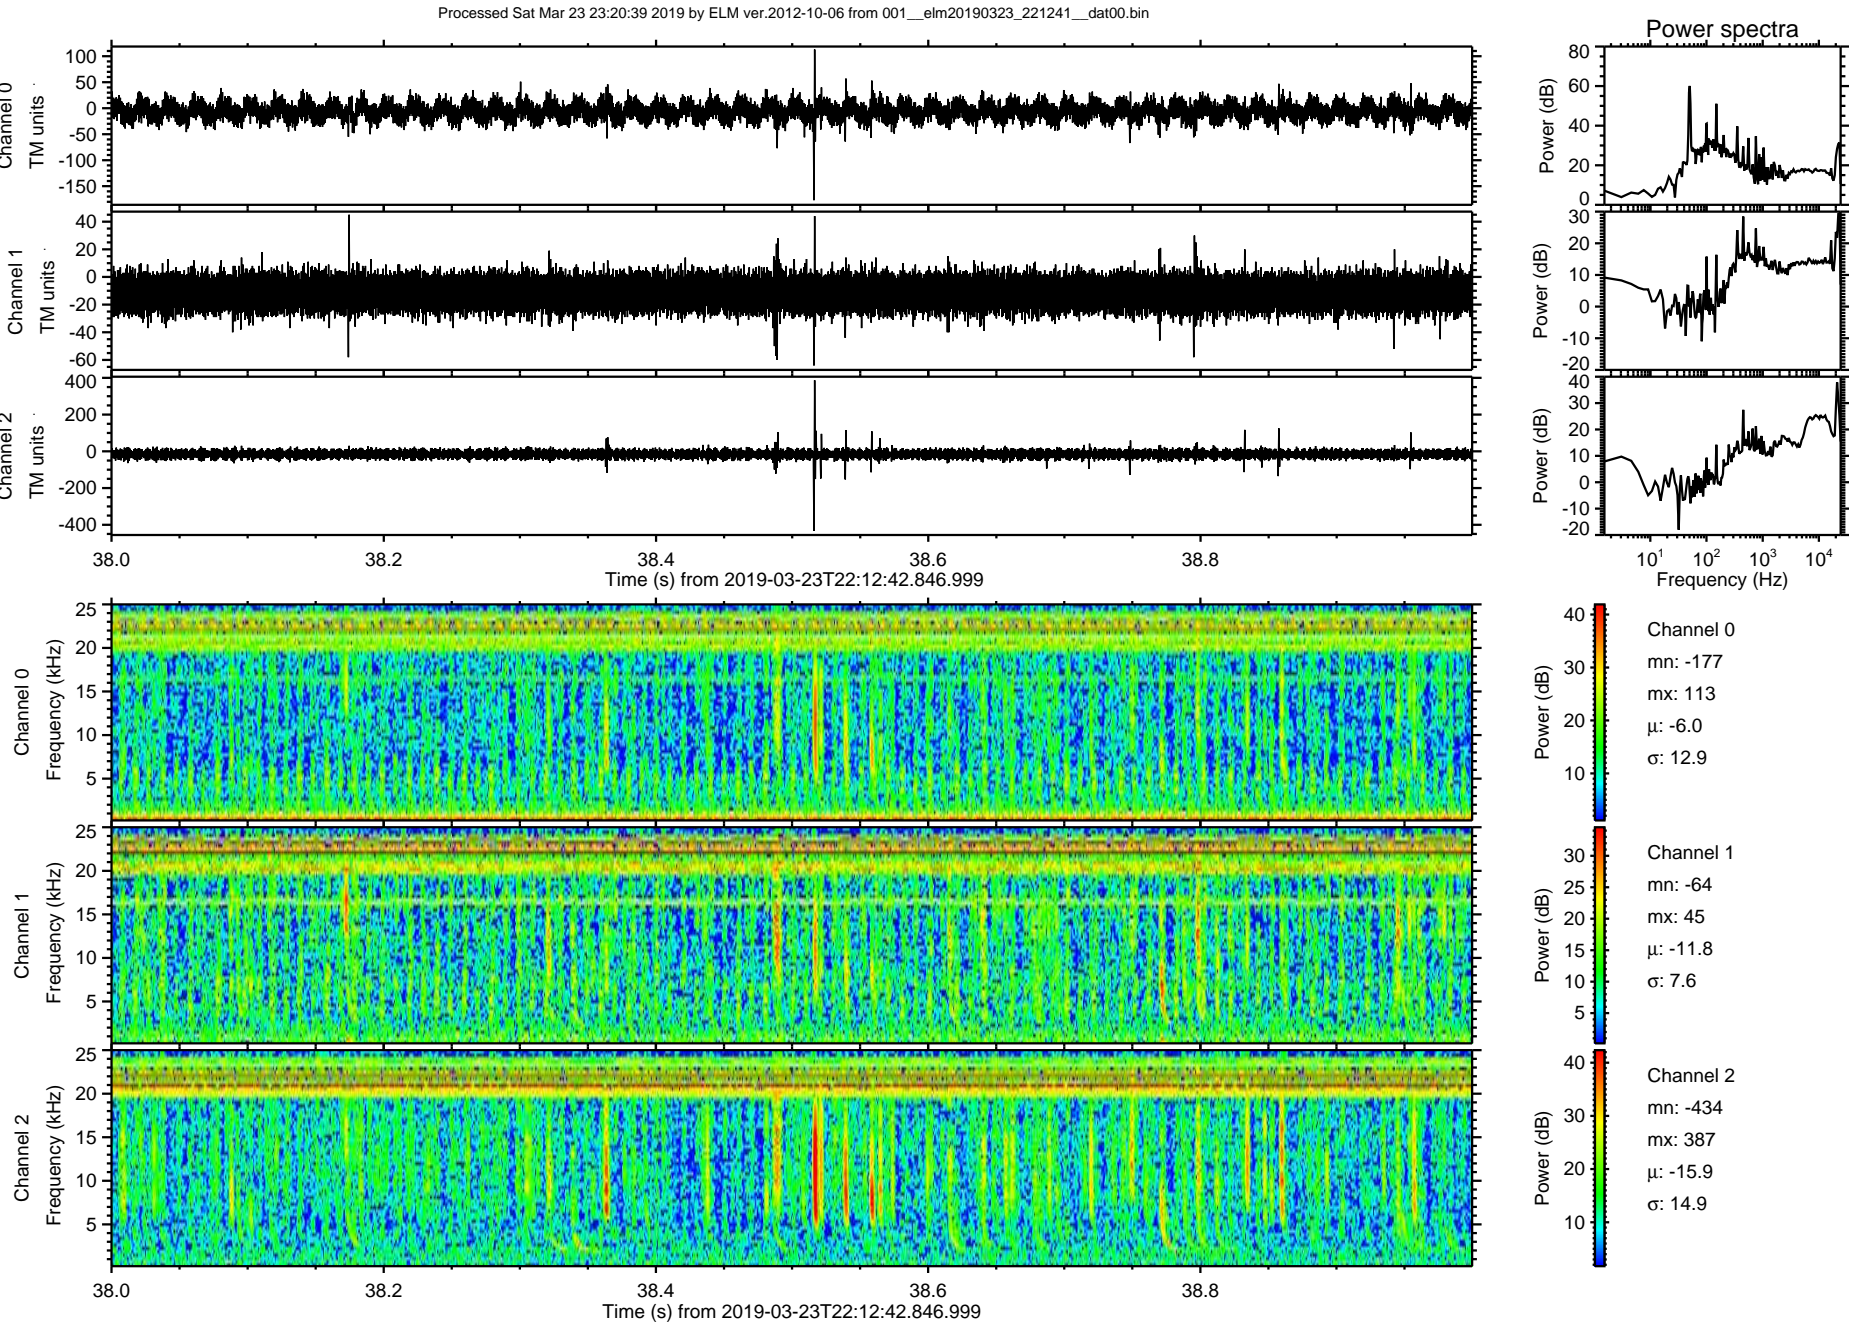 Processed Sat Mar 23 23:20:39 2019 by ELM ver.2012-10-06 from 001__elm20190323_221241__dat00.bin
Power spectra
Channel 0
TM units
100
50
0
-50
-100
-150
Power (dB)
80
60
40
20
0
Channel 1
TM units
40
20
0
-20
-40
-60
Power (dB)
30
20
10
0
-10
-20
Channel 2
TM units
400
200
0
-200
-400
Power (dB)
40
30
20
10
0
-10
-20
38.0 38.2 38.4 38.6 38.8
Time (s) from 2019-03-23T22:12:42.846.999
10^1 10^2 10^3 10^4
Frequency (Hz)
Channel 0
Frequency (kHz)
25
20
15
10
5
Power (dB)
40
30
20
10
Channel 0
mn: -177
mx: 113
μ: -6.0
σ: 12.9
Channel 1
Frequency (kHz)
25
20
15
10
5
Power (dB)
30
25
20
15
10
5
Channel 1
mn: -64
mx: 45
μ: -11.8
σ: 7.6
Channel 2
Frequency (kHz)
25
20
15
10
5
Power (dB)
40
30
20
10
Channel 2
mn: -434
mx: 387
μ: -15.9
σ: 14.9
38.0 38.2 38.4 38.6 38.8
Time (s) from 2019-03-23T22:12:42.846.999